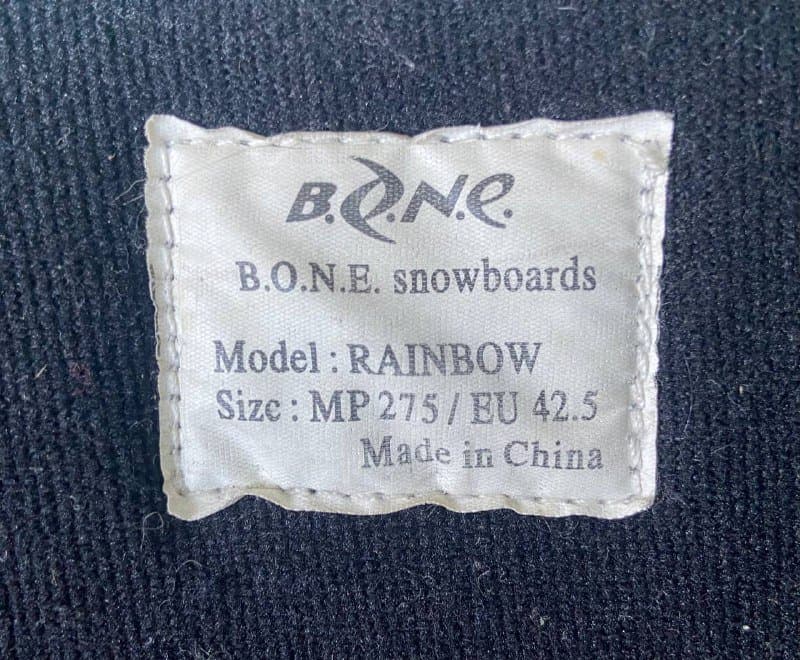 B.O.N.E.
B.O.N.E. snowboards
Model : RAINBOW
Size : MP 275 / EU 42.5
Made in China